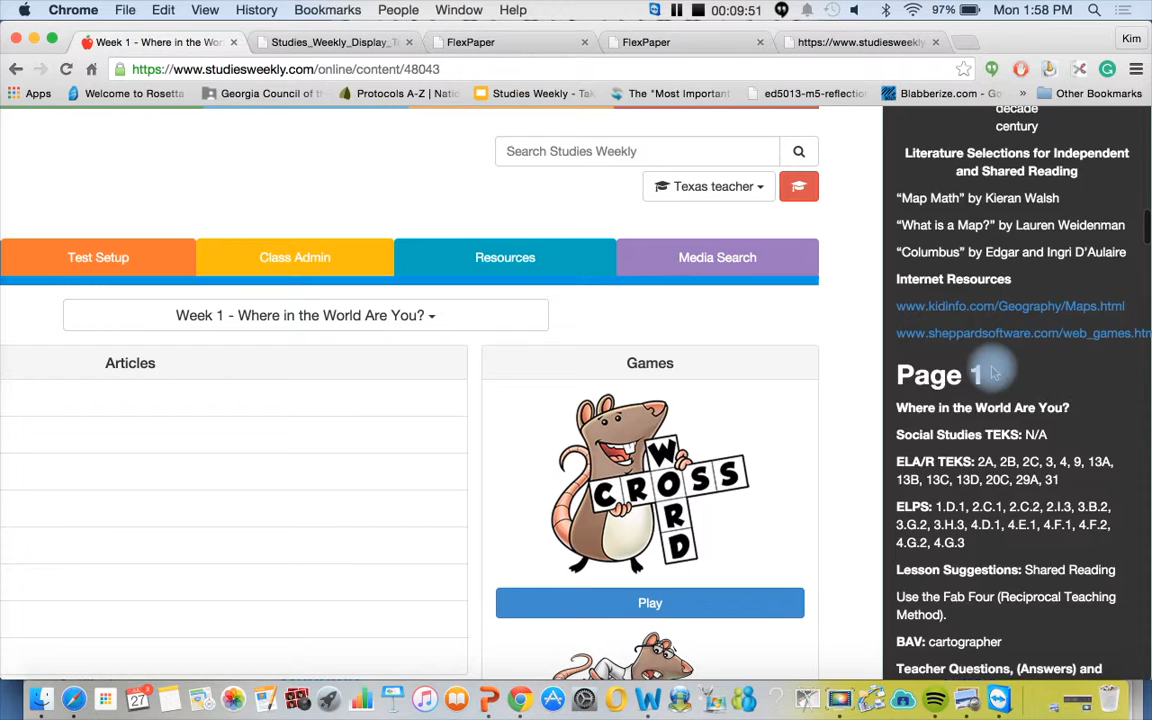 Chrome File Edit View History Bookmarks People Window Help 00:09:51 97% Mon 1:58 PM
Week 1 - Where in the Wor Studies_Weekly_Display_T FlexPaper FlexPaper https://www.studiesweekly Kim
https://www.studiesweekly.com/online/content/48043
Apps Welcome to Rosetta Georgia Council of th Protocols A-Z | Nati Studies Weekly - Tak The "Most Important ed5013-m5-reflectio Blabberize.com - Go » Other Bookmarks
decade
century
Literature Selections for Independent
and Shared Reading
“Map Math” by Kieran Walsh
“What is a Map?” by Lauren Weidenman
“Columbus” by Edgar and Ingri D’Aulaire
Internet Resources
www.kidinfo.com/Geography/Maps.html
www.sheppardsoftware.com/web_games.htm
Page 1
Where in the World Are You?
Social Studies TEKS: N/A
ELA/R TEKS: 2A, 2B, 2C, 3, 4, 9, 13A,
13B, 13C, 13D, 20C, 29A, 31
ELPS: 1.D.1, 2.C.1, 2.C.2, 2.I.3, 3.B.2,
3.G.2, 3.H.3, 4.D.1, 4.E.1, 4.F.1, 4.F.2,
4.G.2, 4.G.3
Lesson Suggestions: Shared Reading
Use the Fab Four (Reciprocal Teaching
Method).
BAV: cartographer
Teacher Questions, (Answers) and
Search Studies Weekly
Texas teacher
Test Setup Class Admin Resources Media Search
Week 1 - Where in the World Are You?
Articles
Games
CROSS
WORD
Play
27